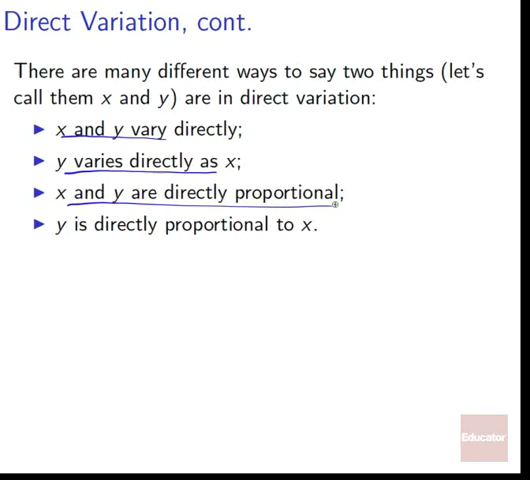 Direct Variation, cont.
There are many different ways to say two things (let's
call them x and y) are in direct variation:
▶ x and y vary directly;
▶ y varies directly as x;
▶ x and y are directly proportional;
▶ y is directly proportional to x.
Educator